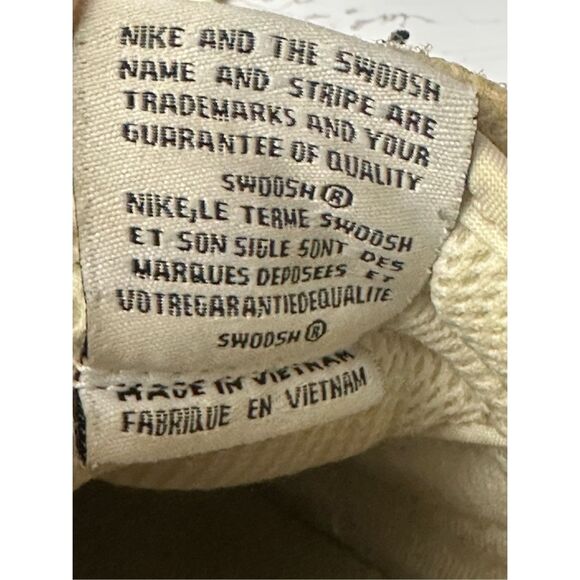 NIKE AND THE SWOOSH
NAME AND STRIPE ARE
TRADEMARKS AND YOUR
GUARANTEE OF QUALITY
SWOOSH®
NIKE,LE TERME SWOOSH
ET SON SIGLE SONT DES
MARQUES DEPOSEES ET
VOTREGARANTIEDEQUALITE
SWOOSH®
MADE IN VIETNAM
FABRIQUE EN VIETNAM